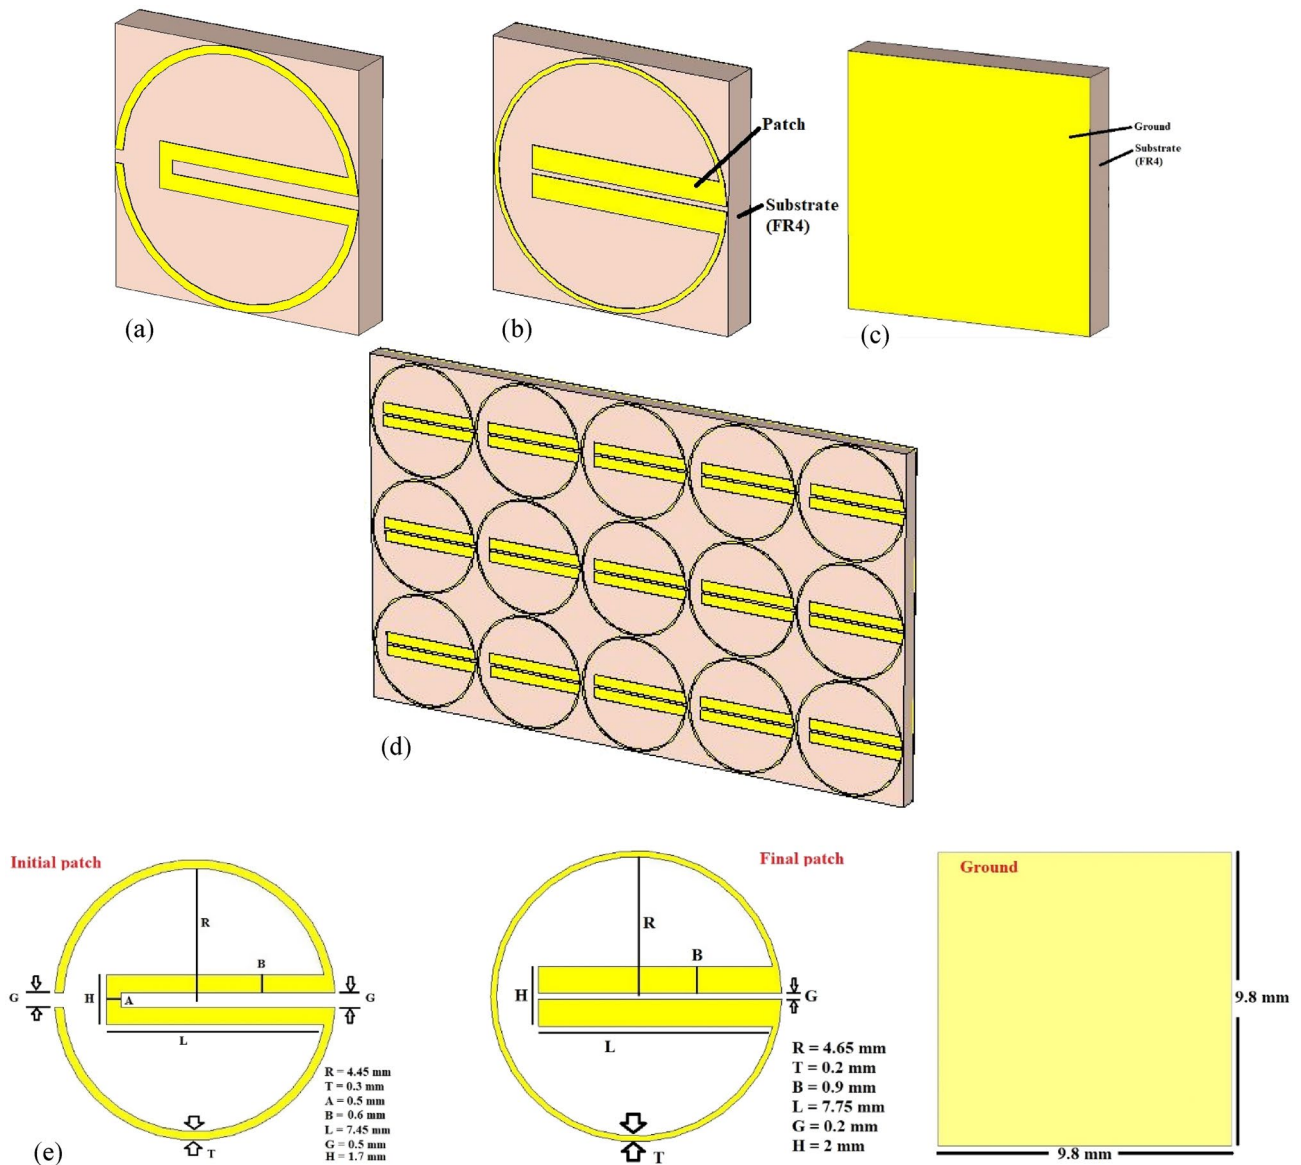 Patch
Substrate
(FR4)
Ground
Substrate
(FR4)
(a)
(b)
(c)
(d)
Initial patch
R
B
G
H
A
G
L
T
R = 4.45 mm
T = 0.3 mm
A = 0.5 mm
B = 0.6 mm
L = 7.45 mm
G = 0.5 mm
H = 1.7 mm
Final patch
R
B
H
G
L
T
R = 4.65 mm
T = 0.2 mm
B = 0.9 mm
L = 7.75 mm
G = 0.2 mm
H = 2 mm
Ground
9.8 mm
9.8 mm
(e)